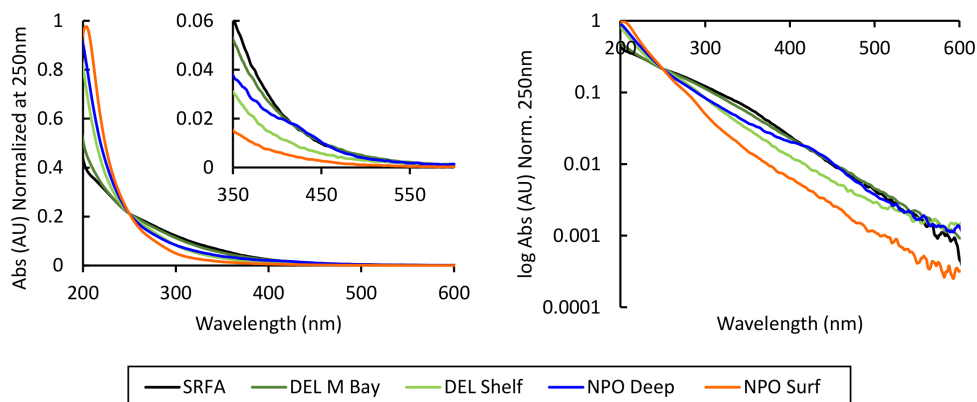 Abs (AU) Normalized at 250nm
1
0.8
0.6
0.4
0.2
0
200 300 400 500 600
Wavelength (nm)
0.06
0.04
0.02
0
350 450 550
log Abs (AU) Norm. 250nm
1
0.1
0.01
0.001
0.0001
200 300 400 500 600
Wavelength (nm)
SRFA DEL M Bay DEL Shelf NPO Deep NPO Surf